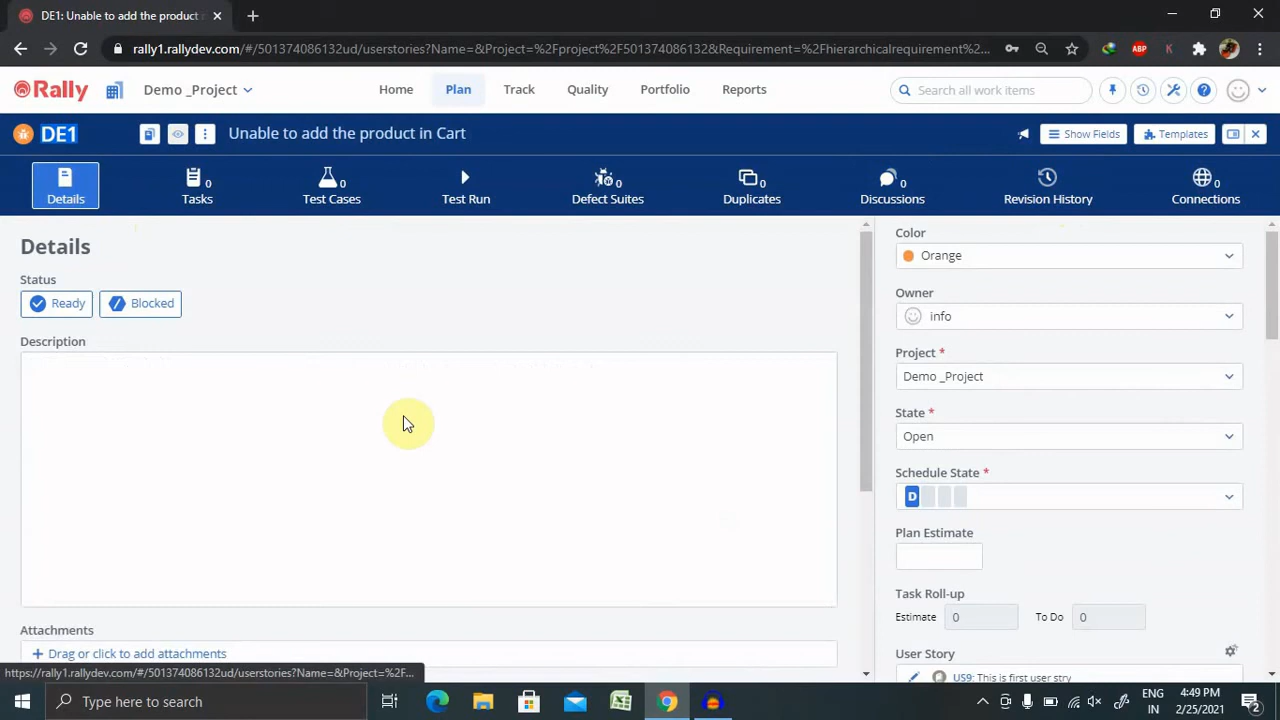 DE1: Unable to add the product i
rally1.rallydev.com/#/501374086132ud/userstories?Name=&Project=%2Fproject%2F501374086132&Requirement=%2Fhierarchicalrequirement%2...
ABP
K
Rally
Demo _Project
Home
Plan
Track
Quality
Portfolio
Reports
Search all work items
DE1
Unable to add the product in Cart
Show Fields
Templates
Details
Tasks 0
Test Cases 0
Test Run
Defect Suites 0
Duplicates 0
Discussions 0
Revision History
Connections 0
Details
Status
Ready
Blocked
Description
Attachments
Drag or click to add attachments
Color
Orange
Owner
info
Project *
Demo _Project
State *
Open
Schedule State *
D
Plan Estimate
Task Roll-up
Estimate 0 To Do 0
User Story
US9: This is first user stry
https://rally1.rallydev.com/#/501374086132ud/userstories?Name=&Project=%2F...
Type here to search
ENG
IN
4:49 PM
2/25/2021
2